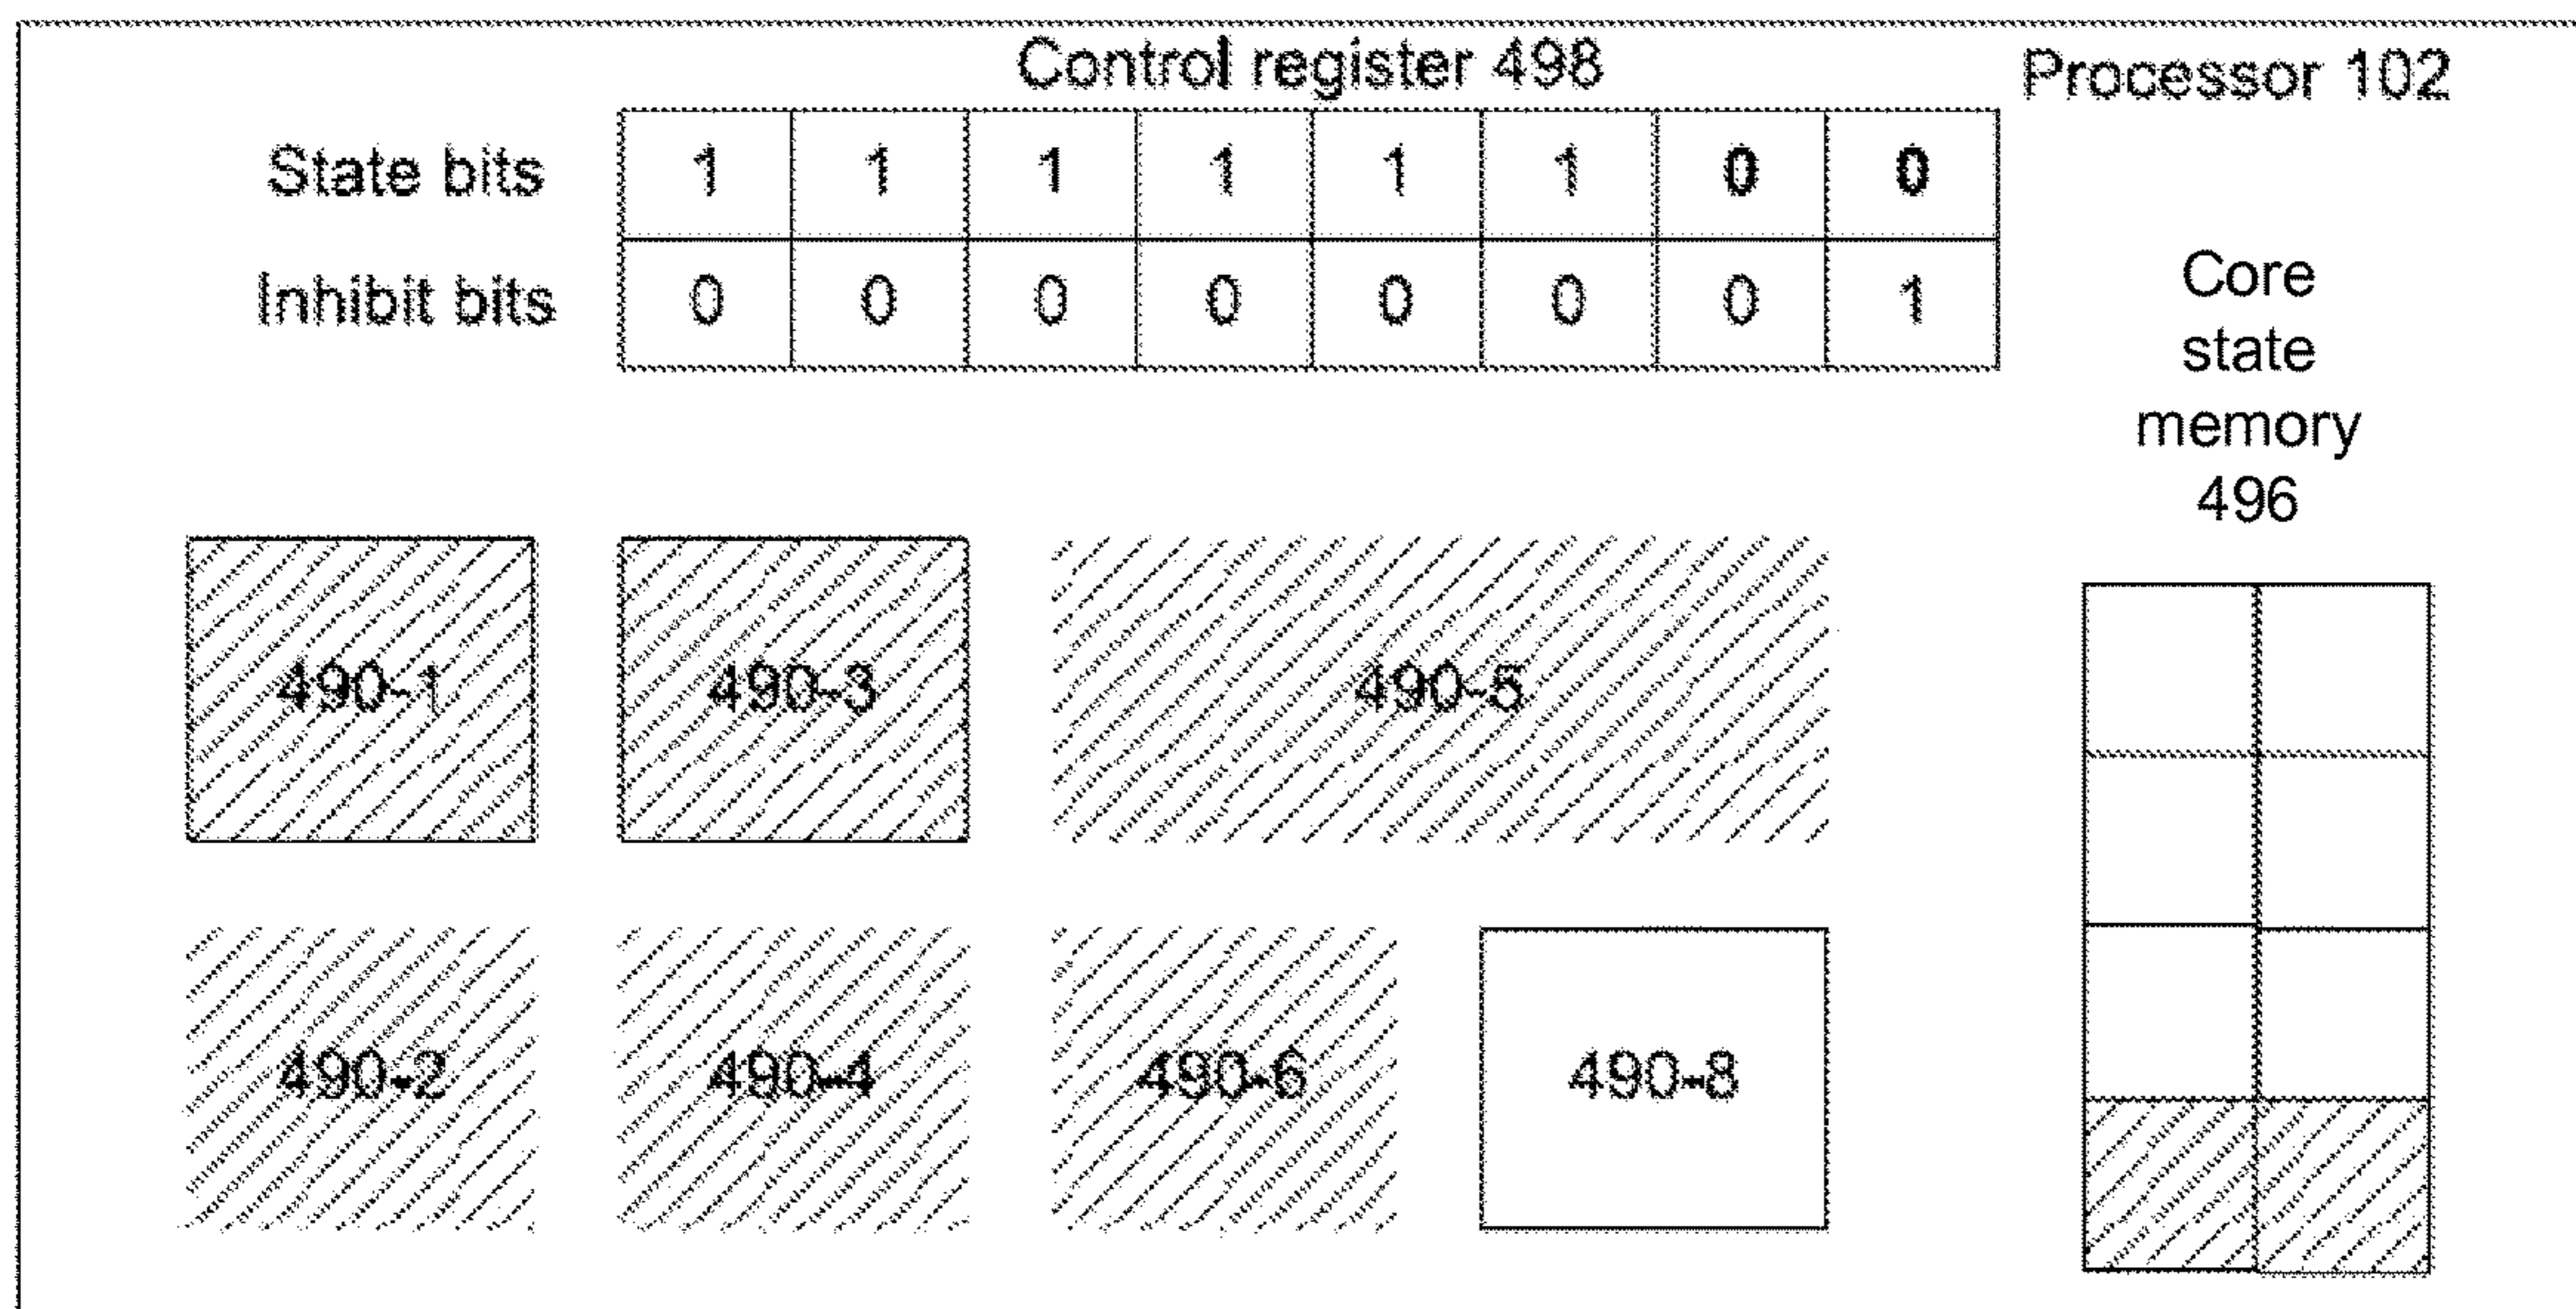 Control register 498
Processor 102
State bits 1 1 1 1 1 1 0 0
Inhibit bits 0 0 0 0 0 0 0 1
Core
state
memory
496
490-1 490-3 490-5
490-2 490-4 490-6 490-8